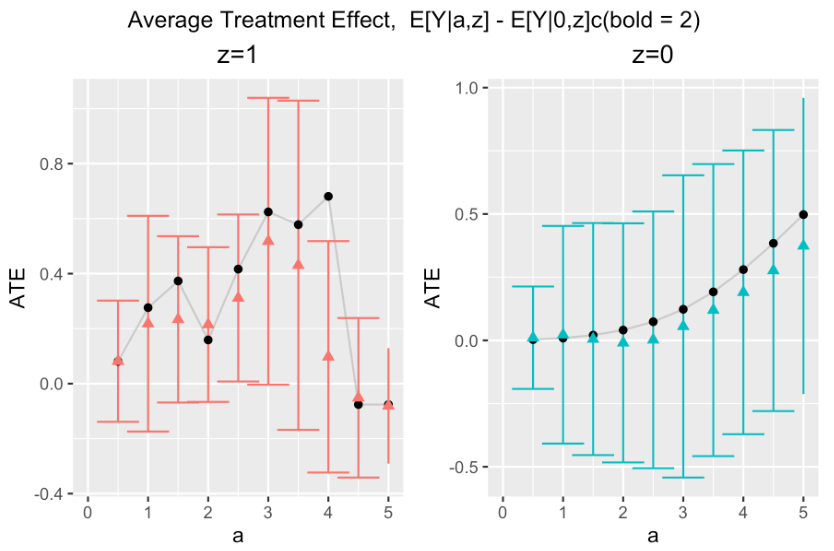 Average Treatment Effect,  E[Y|a,z] - E[Y|0,z]c(bold = 2)
z=1
z=0
ATE
0.8
0.4
0.0
-0.4
0 1 2 3 4 5
a
ATE
1.0
0.5
0.0
-0.5
0 1 2 3 4 5
a